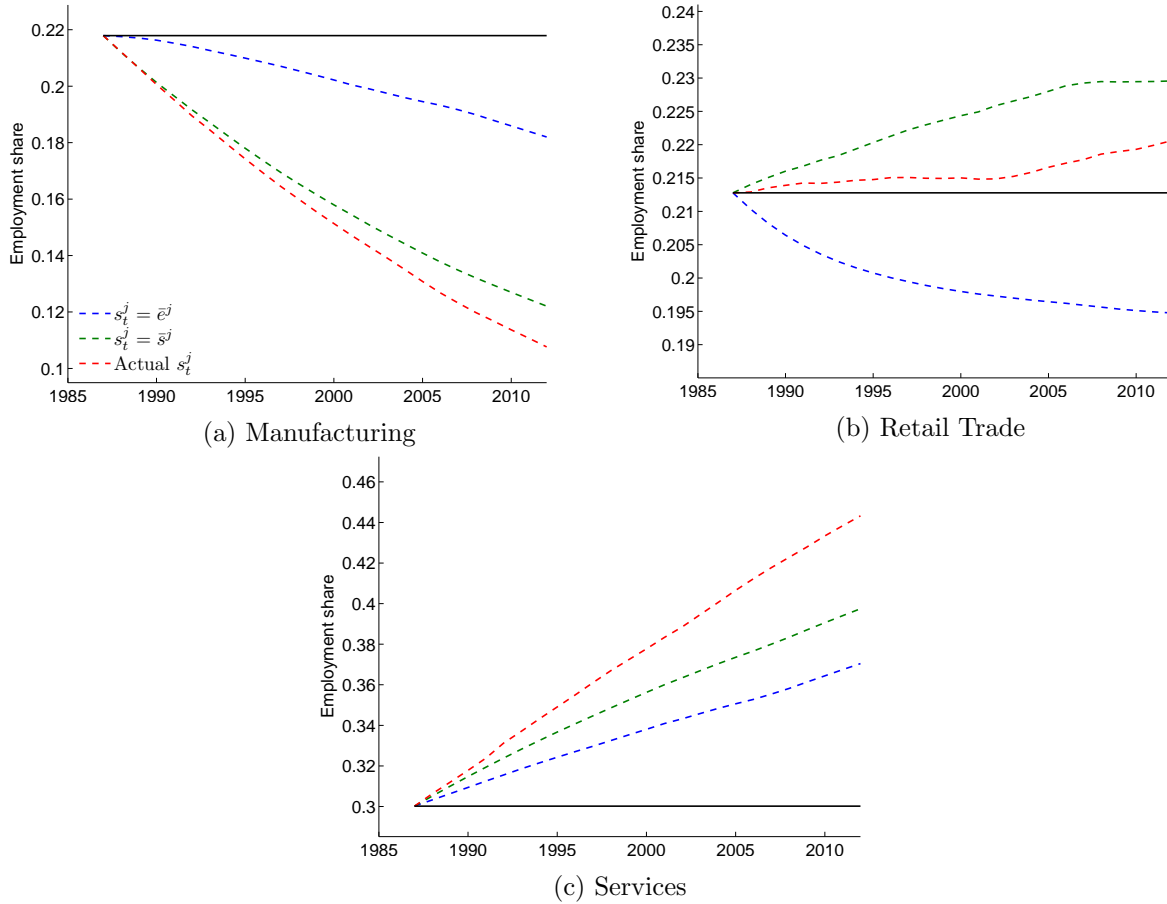 0.22
0.2
0.18
0.16
0.14
0.12
0.1
Employment share
s_t^j = ē^j
s_t^j = s̄^j
Actual s_t^j
1985 1990 1995 2000 2005 2010
(a) Manufacturing
0.24
0.235
0.23
0.225
0.22
0.215
0.21
0.205
0.2
0.195
0.19
Employment share
1985 1990 1995 2000 2005 2010
(b) Retail Trade
0.46
0.44
0.42
0.4
0.38
0.36
0.34
0.32
0.3
Employment share
1985 1990 1995 2000 2005 2010
(c) Services